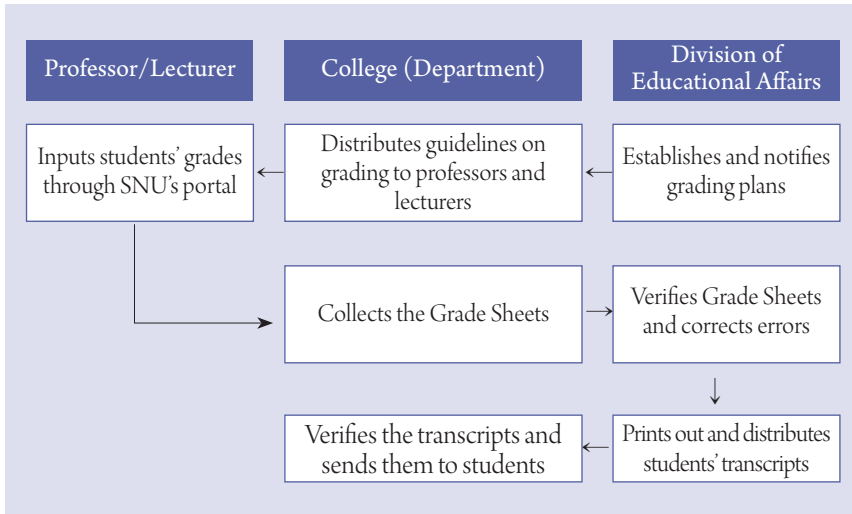 Professor/Lecturer
College (Department)
Division of
Educational Affairs
Inputs students’ grades
through SNU’s portal
Distributes guidelines on
grading to professors and
lecturers
Establishes and notifies
grading plans
Collects the Grade Sheets
Verifies Grade Sheets
and corrects errors
Verifies the transcripts and
sends them to students
Prints out and distributes
students’ transcripts